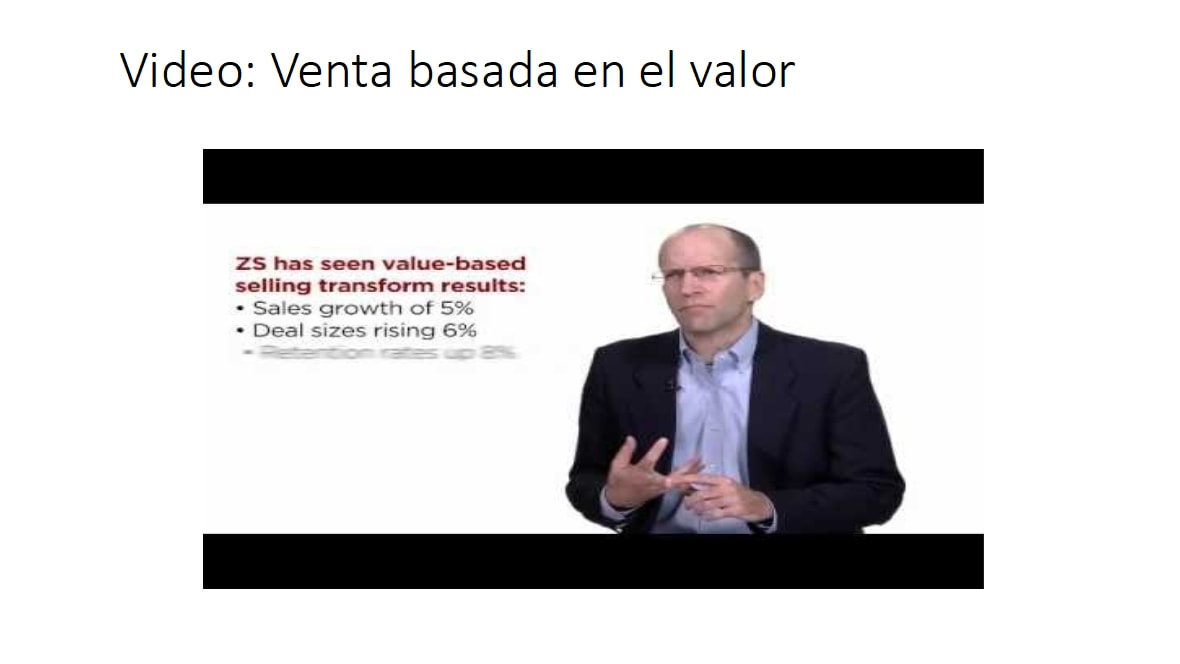 Video: Venta basada en el valor
ZS has seen value-based
selling transform results:
• Sales growth of 5%
• Deal sizes rising 6%
• Retention rates up 8%